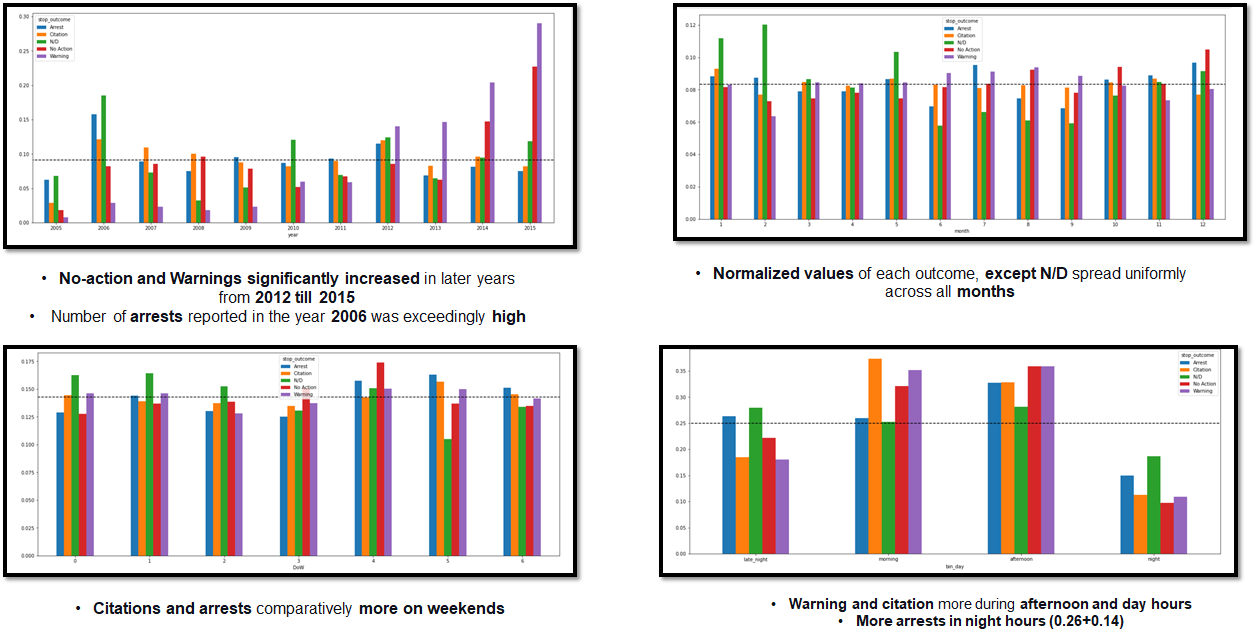 stop_outcome
Arrest
Citation
N/D
No Action
Warning
0.30
0.25
0.20
0.15
0.10
0.05
0.00
2005 2006 2007 2008 2009 2010 2011 2012 2013 2014 2015
year
• No-action and Warnings significantly increased in later years
from 2012 till 2015
• Number of arrests reported in the year 2006 was exceedingly high
stop_outcome
Arrest
Citation
N/D
No Action
Warning
0.12
0.10
0.08
0.06
0.04
0.02
0.00
1 2 3 4 5 6 7 8 9 10 11 12
month
• Normalized values of each outcome, except N/D spread uniformly
across all months
stop_outcome
Arrest
Citation
N/D
No Action
Warning
0.175
0.150
0.125
0.100
0.075
0.050
0.025
0.000
0 1 2 3 4 5 6
DoW
• Citations and arrests comparatively more on weekends
stop_outcome
Arrest
Citation
N/D
No Action
Warning
0.35
0.30
0.25
0.20
0.15
0.10
0.05
0.00
late_night morning afternoon night
bin_day
• Warning and citation more during afternoon and day hours
• More arrests in night hours (0.26+0.14)